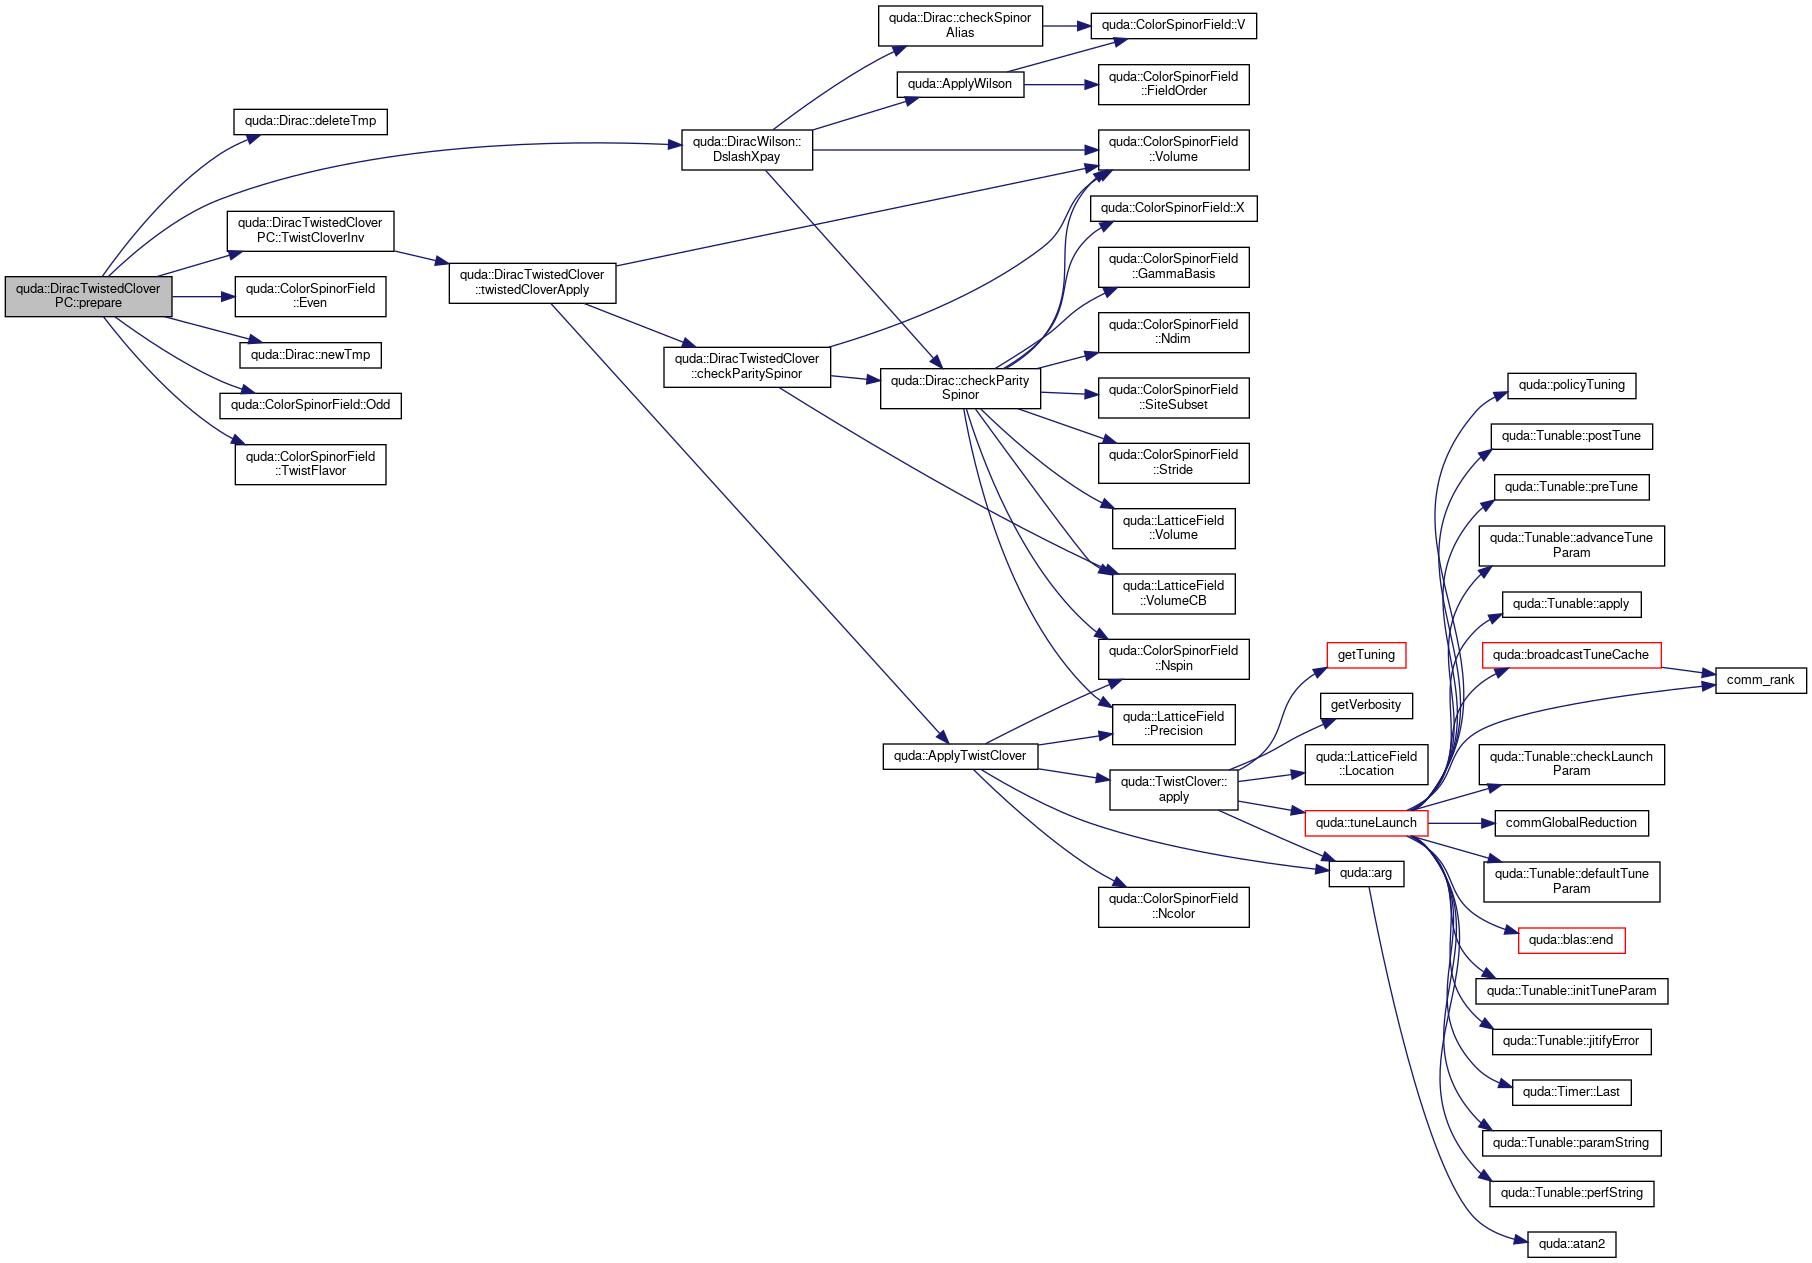 quda::DiracTwistedClover
PC::prepare
quda::Dirac::deleteTmp
quda::DiracTwistedClover
PC::TwistCloverInv
quda::ColorSpinorField
::Even
quda::Dirac::newTmp
quda::ColorSpinorField::Odd
quda::ColorSpinorField
::TwistFlavor
quda::DiracTwistedClover
::twistedCloverApply
quda::DiracWilson::
DslashXpay
quda::DiracTwistedClover
::checkParitySpinor
quda::Dirac::checkSpinor
Alias
quda::ApplyWilson
quda::Dirac::checkParity
Spinor
quda::ApplyTwistClover
quda::ColorSpinorField::V
quda::ColorSpinorField
::FieldOrder
quda::ColorSpinorField
::Volume
quda::ColorSpinorField::X
quda::ColorSpinorField
::GammaBasis
quda::ColorSpinorField
::Ndim
quda::ColorSpinorField
::SiteSubset
quda::ColorSpinorField
::Stride
quda::LatticeField
::Volume
quda::LatticeField
::VolumeCB
quda::ColorSpinorField
::Nspin
quda::LatticeField
::Precision
quda::TwistClover::
apply
quda::ColorSpinorField
::Ncolor
getTuning
getVerbosity
quda::LatticeField
::Location
quda::tuneLaunch
quda::arg
quda::policyTuning
quda::Tunable::postTune
quda::Tunable::preTune
quda::Tunable::advanceTune
Param
quda::Tunable::apply
quda::broadcastTuneCache
quda::Tunable::checkLaunch
Param
commGlobalReduction
quda::Tunable::defaultTune
Param
quda::blas::end
quda::Tunable::initTuneParam
quda::Tunable::jitifyError
quda::Timer::Last
quda::Tunable::paramString
quda::Tunable::perfString
quda::atan2
comm_rank